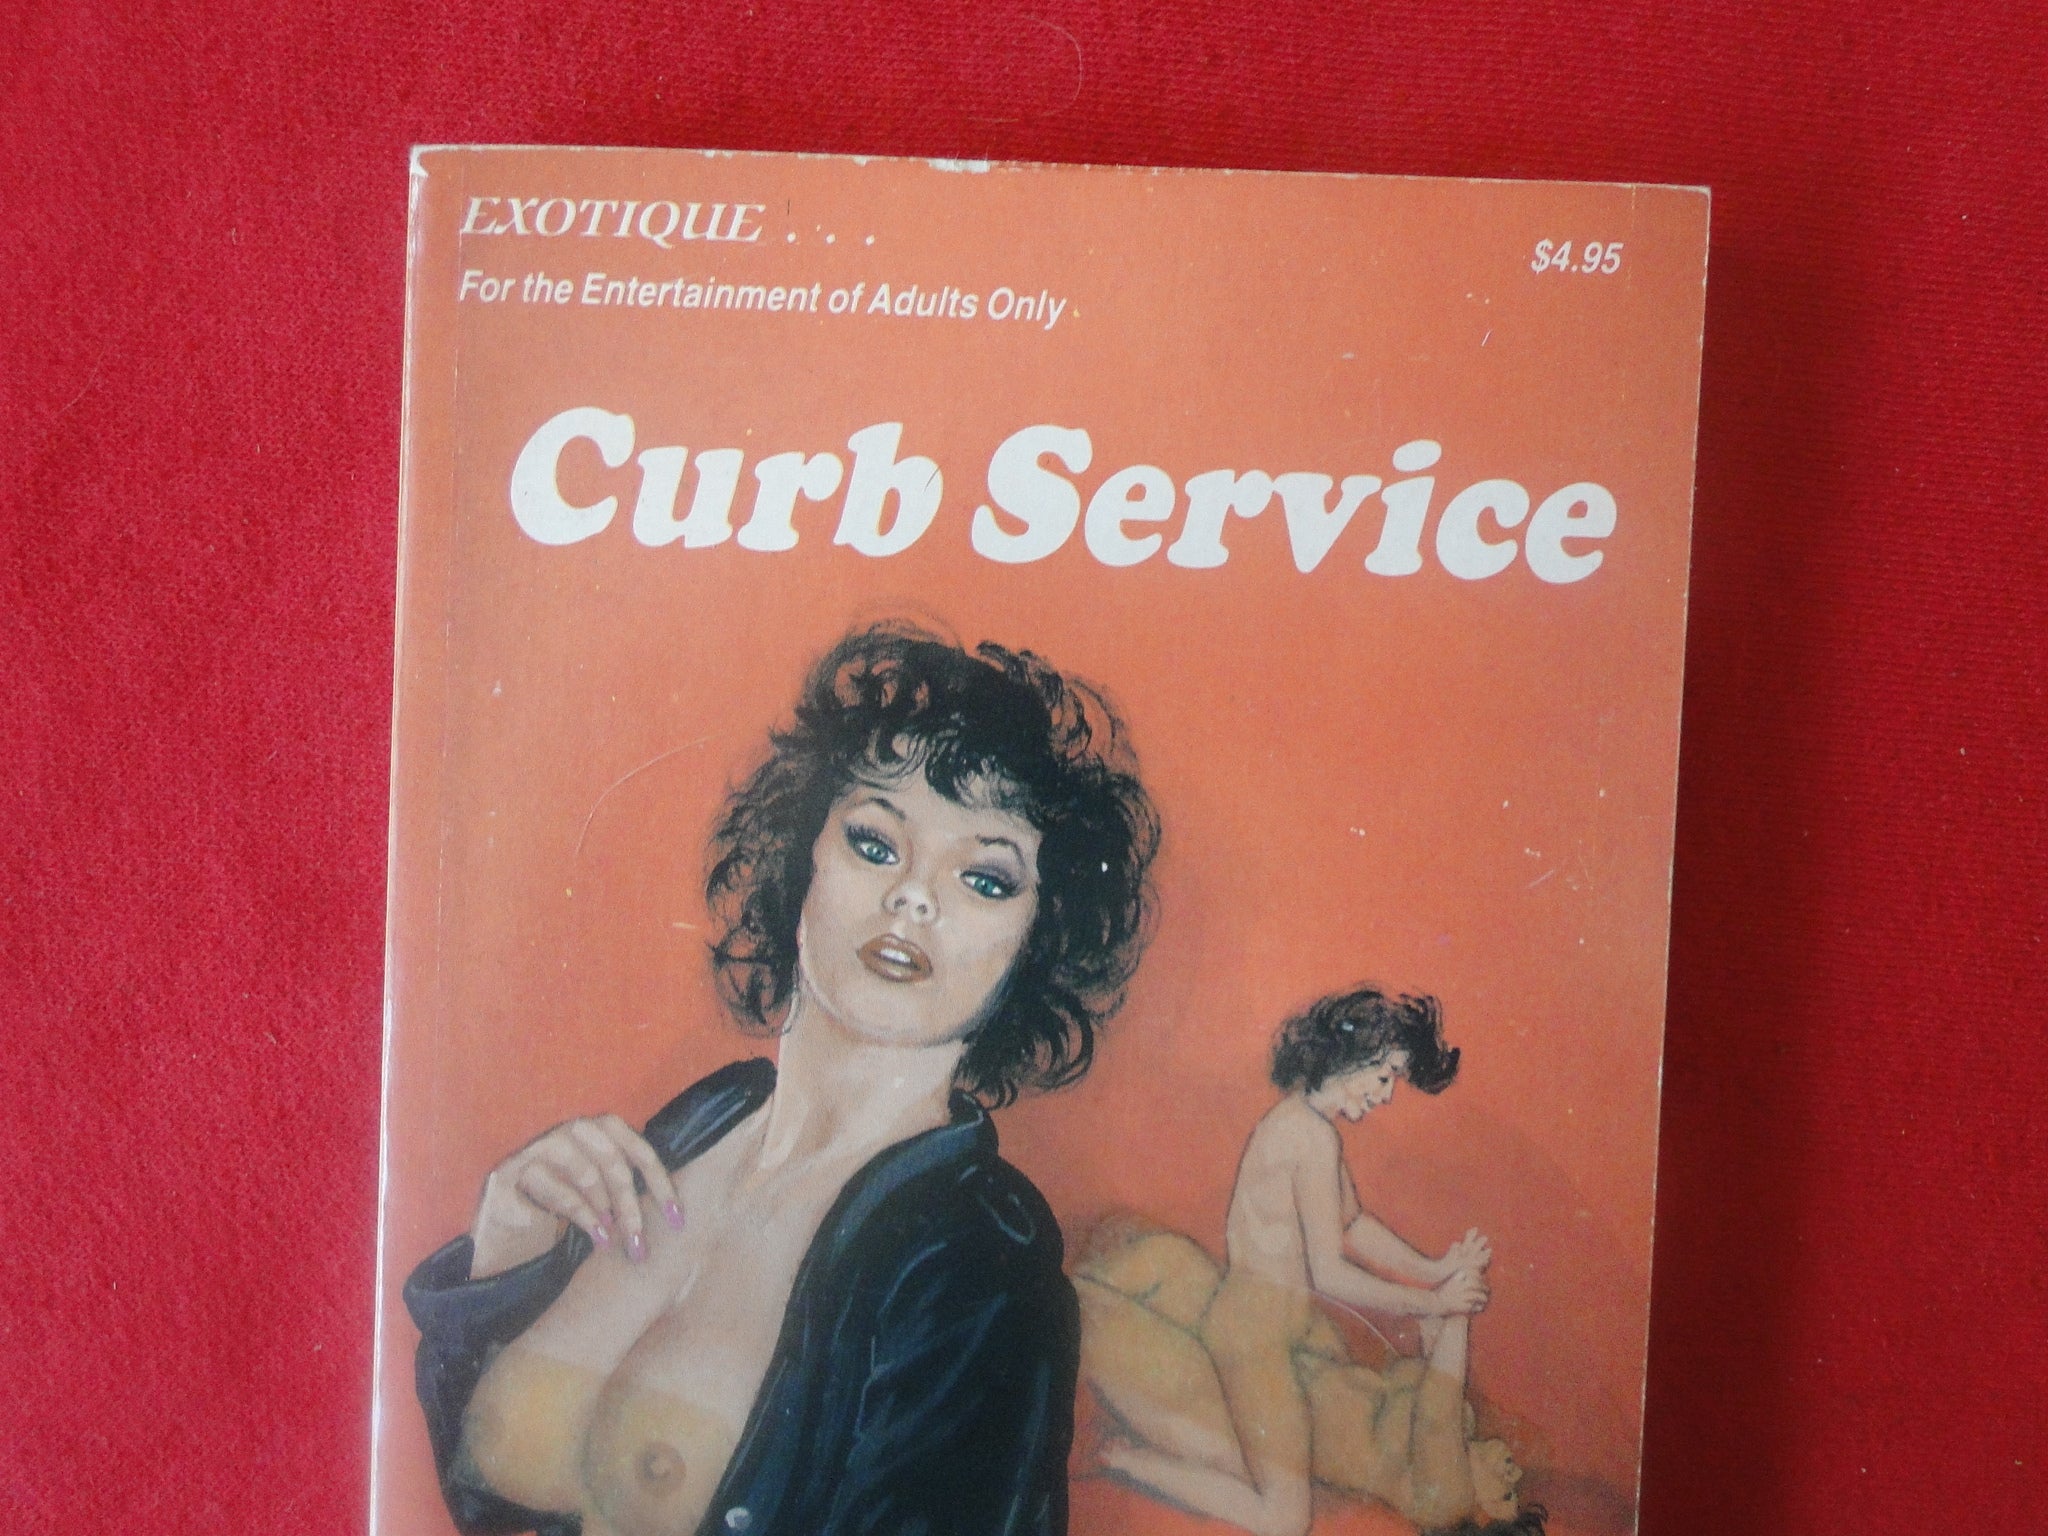 EXOTIQUE . . .
$4.95
For the Entertainment of Adults Only
Curb Service